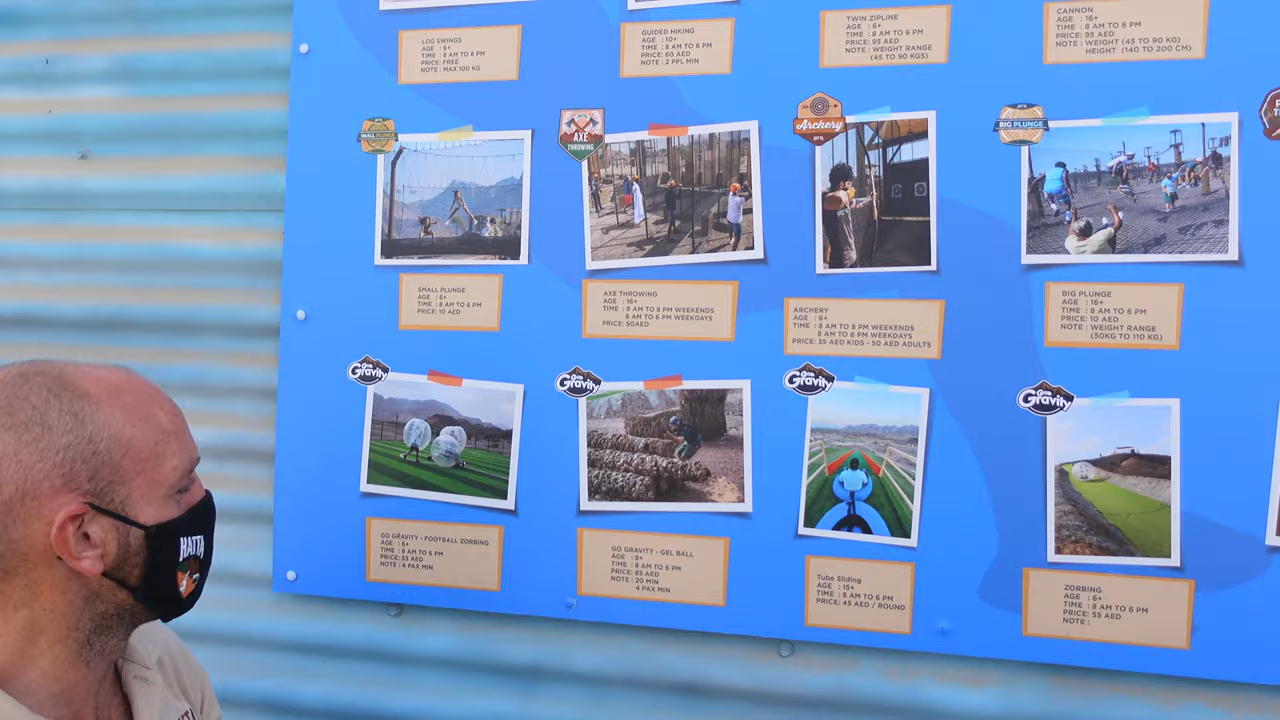 LOG SWINGS
AGE : 6+
TIME : 8 AM TO 6 PM
PRICE: FREE
NOTE : MAX 100 KG
GUIDED HIKING
AGE : 10+
TIME : 8 AM TO 6 PM
PRICE: 60 AED
NOTE : 2 PPL MIN
TWIN ZIPLINE
AGE : 6+
TIME : 8 AM TO 6 PM
PRICE: 95 AED
NOTE : WEIGHT RANGE
(45 TO 90 KGS)
CANNON
AGE : 16+
TIME : 8 AM TO 6 PM
PRICE: 95 AED
NOTE : WEIGHT (45 TO 90 KG)
HEIGHT (140 TO 200 CM)
SMALL PLUNGE
AXE
THROWING
Archery
BIG PLUNGE
SMALL PLUNGE
AGE : 6+
TIME : 8 AM TO 6 PM
PRICE: 10 AED
AXE THROWING
AGE : 16+
TIME : 8 AM TO 8 PM WEEKENDS
8 AM TO 6 PM WEEKDAYS
PRICE: 50AED
ARCHERY
AGE : 6+
TIME : 8 AM TO 8 PM WEEKENDS
8 AM TO 6 PM WEEKDAYS
PRICE: 35 AED KIDS - 50 AED ADULTS
BIG PLUNGE
AGE : 16+
TIME : 8 AM TO 6 PM
PRICE: 10 AED
NOTE : WEIGHT RANGE
(50KG TO 110 KG)
Gravity
Gravity
Gravity
Gravity
GO GRAVITY - FOOTBALL ZORBING
AGE : 6+
TIME : 8 AM TO 6 PM
PRICE: 35 AED
NOTE : 4 PAX MIN
GO GRAVITY - GEL BALL
AGE : 8+
TIME : 8 AM TO 6 PM
PRICE: 85 AED
NOTE : 20 MIN
4 PAX MIN
Tube Sliding
AGE : 15+
TIME : 8 AM TO 6 PM
PRICE: 45 AED / ROUND
ZORBING
AGE : 6+
TIME : 8 AM TO 6 PM
PRICE: 55 AED
NOTE :
HATTA